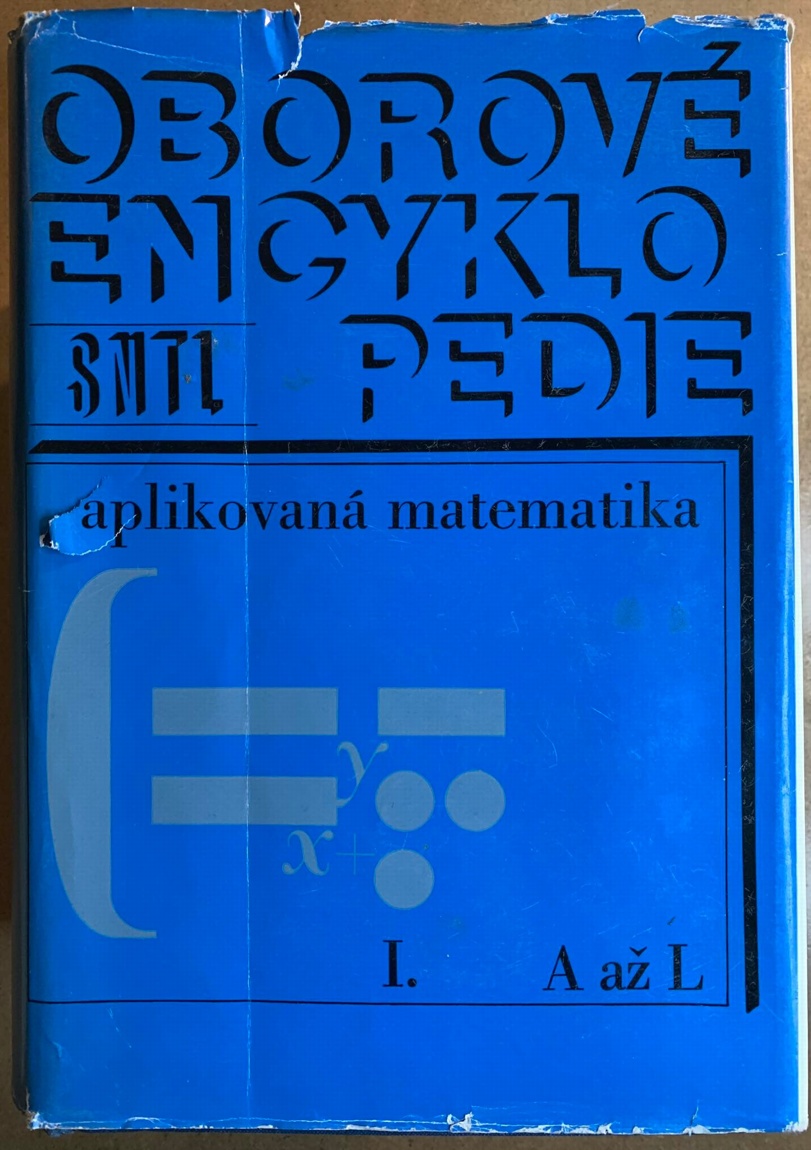 OBOROVÉ
ENCYKLO
SNTL PEDIE
aplikovaná matematika
y
x+
I. A až L